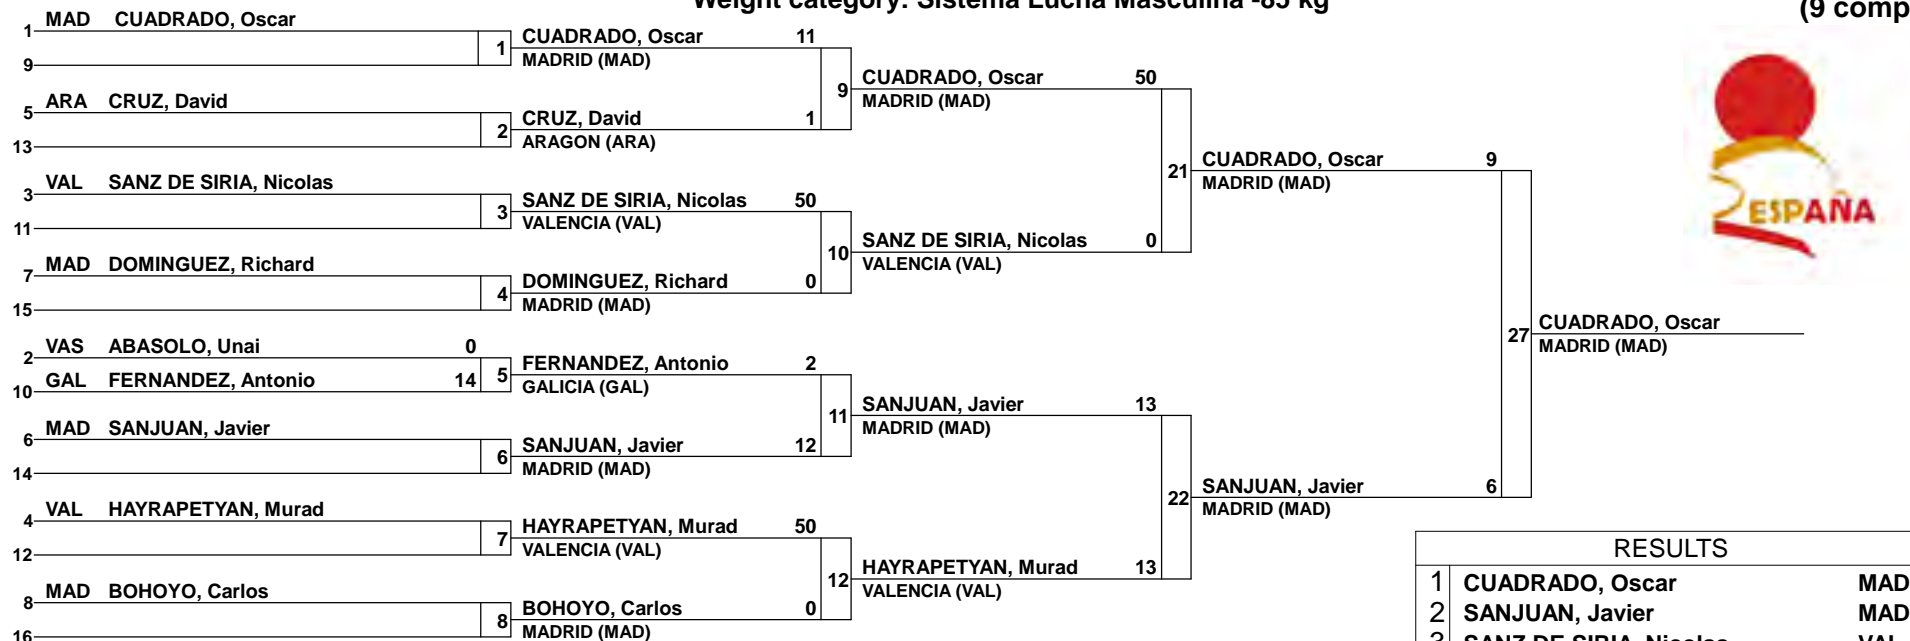 Weight category: Sistema Lucha Masculina -85 kg
(9 comp
1 MAD CUADRADO, Oscar
9
1
CUADRADO, Oscar 11
MADRID (MAD)
5 ARA CRUZ, David
13
2
CRUZ, David 1
ARAGON (ARA)
9
CUADRADO, Oscar 50
MADRID (MAD)
3 VAL SANZ DE SIRIA, Nicolas
11
3
SANZ DE SIRIA, Nicolas 50
VALENCIA (VAL)
7 MAD DOMINGUEZ, Richard
15
4
DOMINGUEZ, Richard 0
MADRID (MAD)
10
SANZ DE SIRIA, Nicolas 0
VALENCIA (VAL)
21
CUADRADO, Oscar 9
MADRID (MAD)
2 VAS ABASOLO, Unai 0
10 GAL FERNANDEZ, Antonio 14
5
FERNANDEZ, Antonio 2
GALICIA (GAL)
6 MAD SANJUAN, Javier
14
6
SANJUAN, Javier 12
MADRID (MAD)
11
SANJUAN, Javier 13
MADRID (MAD)
4 VAL HAYRAPETYAN, Murad
12
7
HAYRAPETYAN, Murad 50
VALENCIA (VAL)
8 MAD BOHOYO, Carlos
16
8
BOHOYO, Carlos 0
MADRID (MAD)
12
HAYRAPETYAN, Murad 13
VALENCIA (VAL)
22
SANJUAN, Javier 6
MADRID (MAD)
27
CUADRADO, Oscar
MADRID (MAD)
ESPAÑA
RESULTS
1 CUADRADO, Oscar MAD
2 SANJUAN, Javier MAD
3 SANZ DE SIRIA, Nicolas VAL